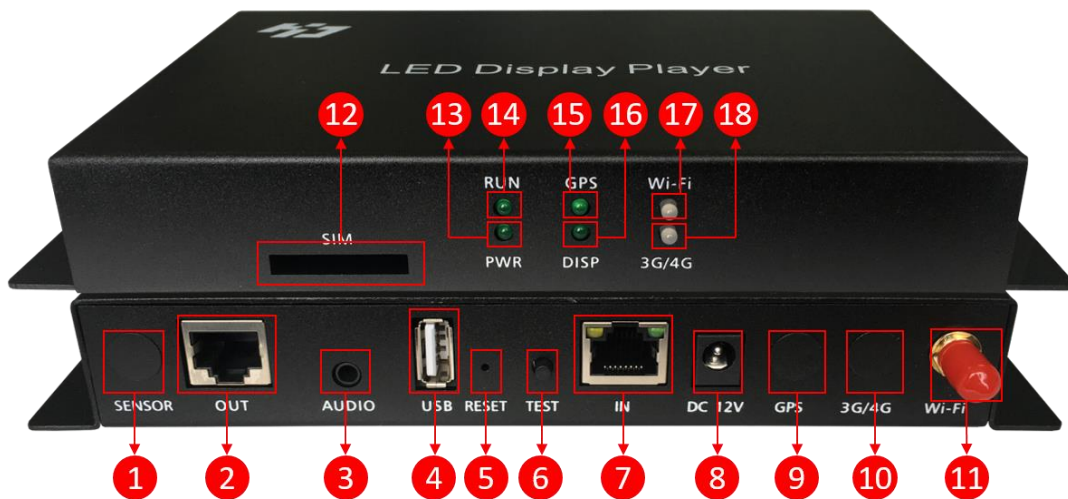 LED Display Player
12 13 14 15 16 17 18
RUN GPS Wi-Fi
SIM
PWR DISP 3G/4G
SENSOR OUT AUDIO USB RESET TEST IN DC 12V GPS 3G/4G Wi-Fi
1 2 3 4 5 6 7 8 9 10 11